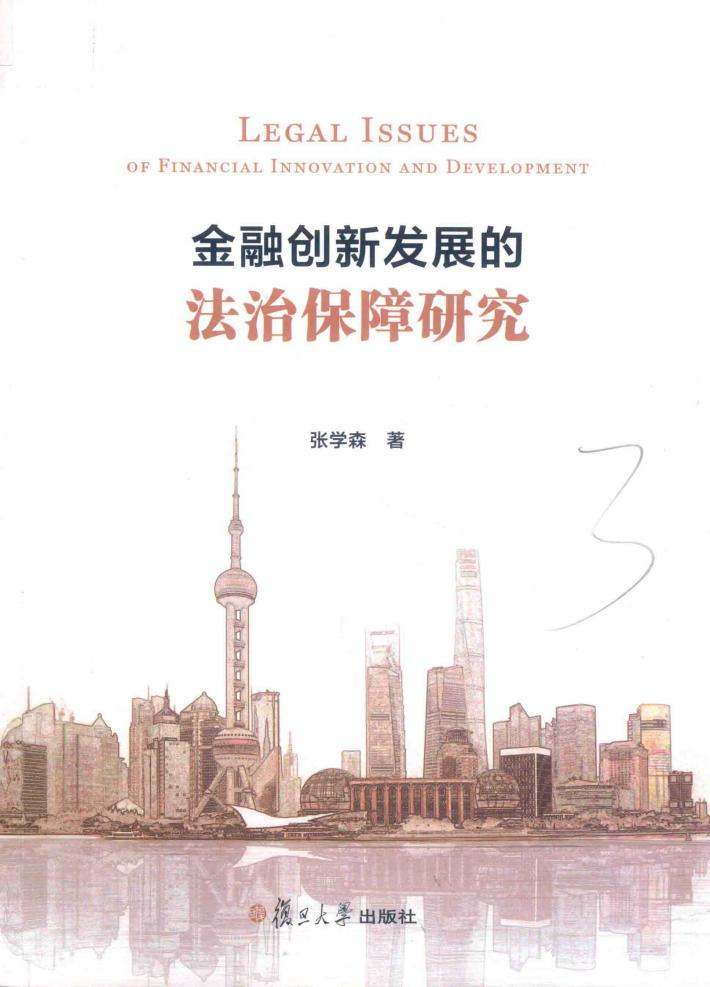 LEGAL ISSUES
OF FINANCIAL INNOVATION AND DEVELOPMENT
金融创新发展的
法治保障研究
张学森 著
3
復旦大學出版社